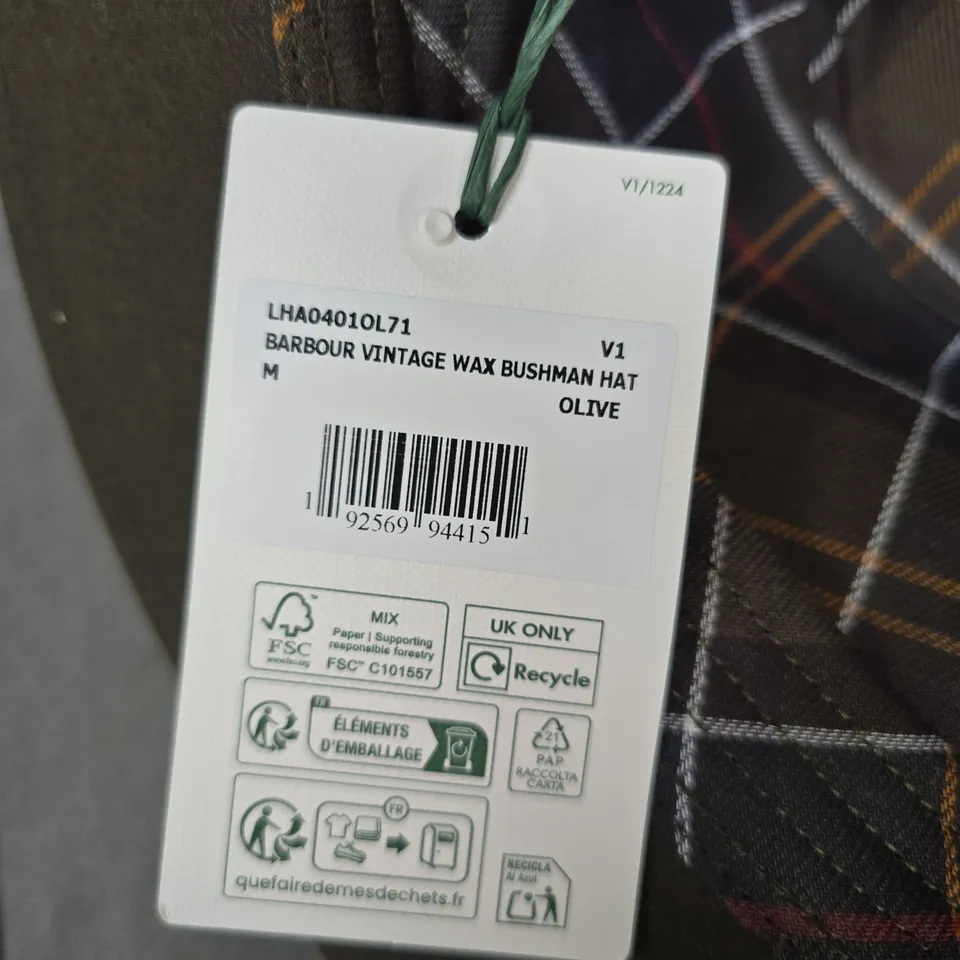 V1/1224
LHA0401OL71
V1
BARBOUR VINTAGE WAX BUSHMAN HAT
M
OLIVE
1 92569 94415 1
FSC
www.fsc.org
MIX
Paper | Supporting
responsible forestry
FSC™ C101557
UK ONLY
Recycle
FR
ÉLÉMENTS
D'EMBALLAGE
21
PAP
RACCOLTA
CARTA
FR
quefairedemesdechets.fr
RECICLA
Al Azul